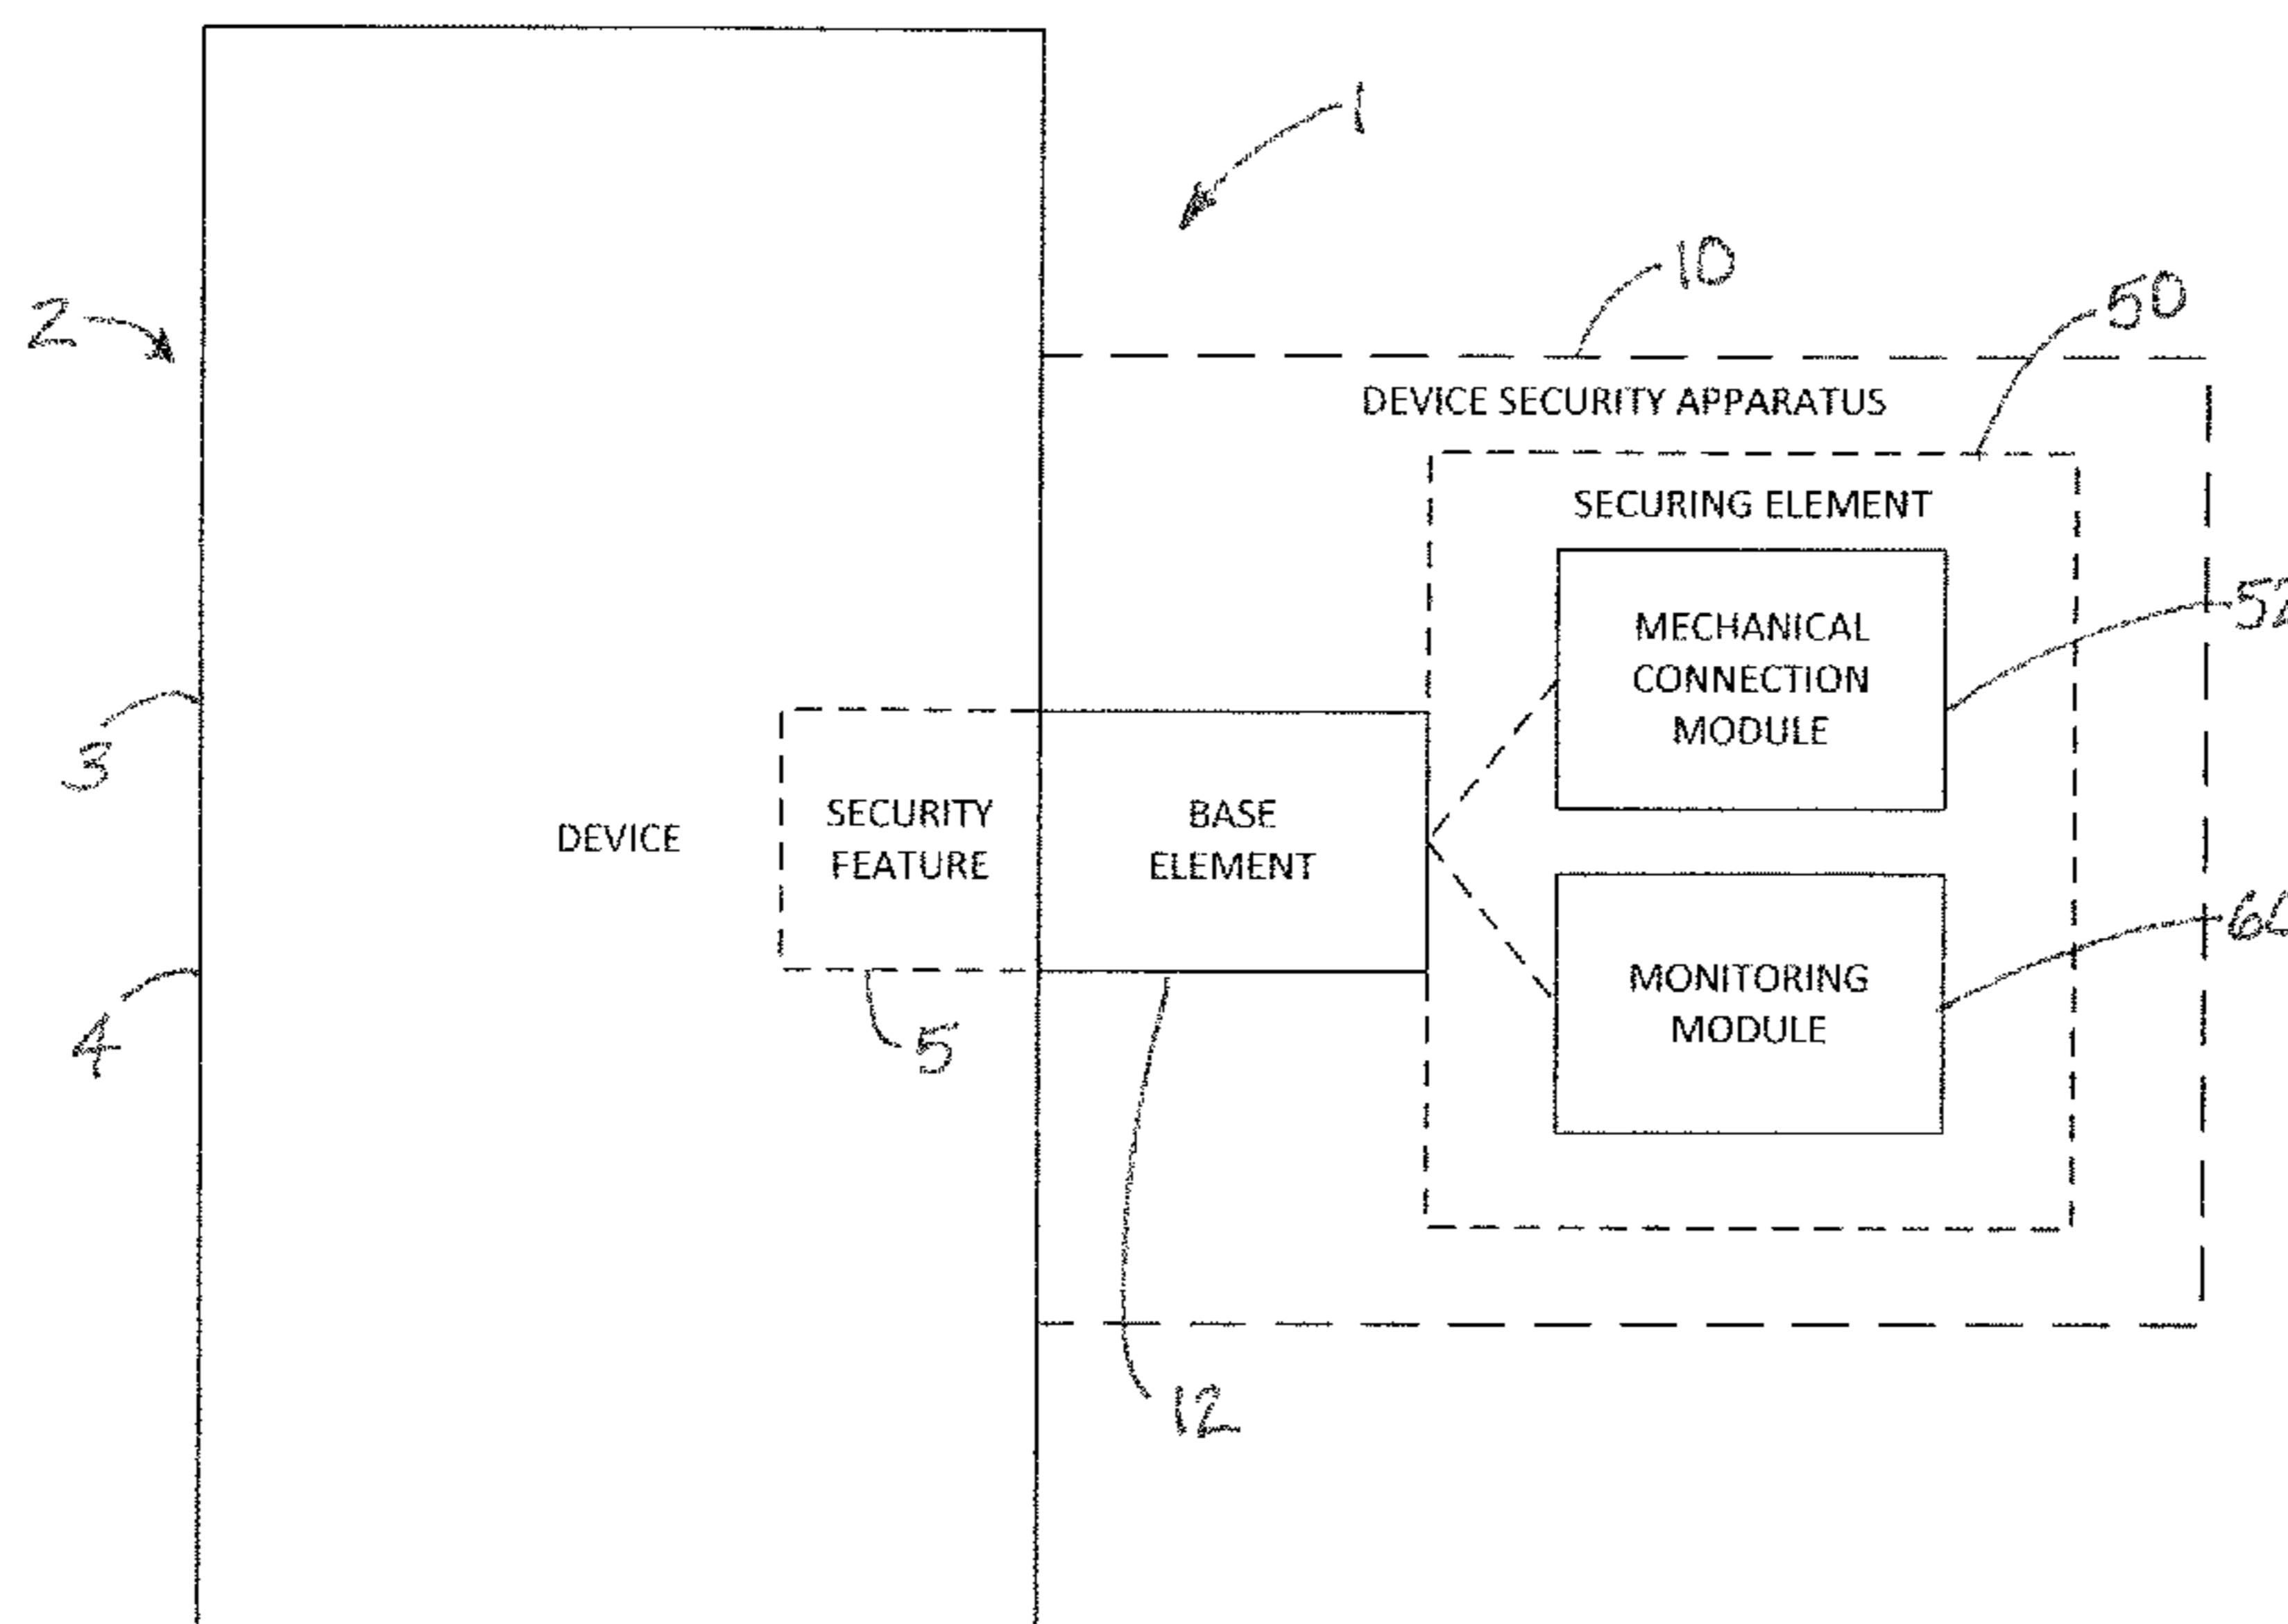 1
10
50
2
DEVICE SECURITY APPARATUS
SECURING ELEMENT
52
MECHANICAL
CONNECTION
MODULE
3
SECURITY
FEATURE
BASE
ELEMENT
DEVICE
MONITORING
MODULE
4
5
12